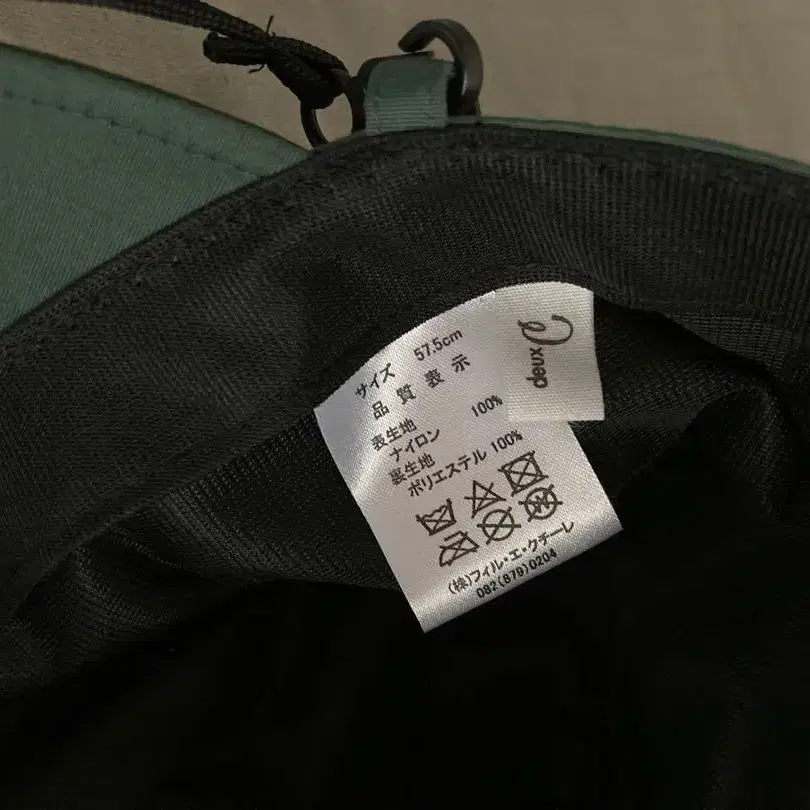 サイズ 57.5cm
品質表示
表生地
ナイロン 100%
裏生地
ポリエステル 100%
(株)フィル・エ・クチーレ
082(879)0204
deux